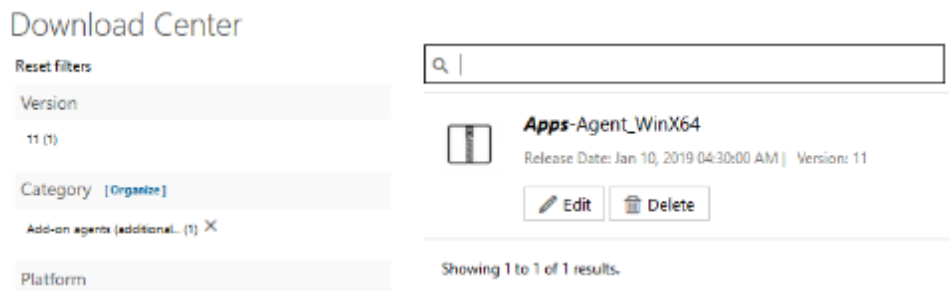 Download Center
Reset filters
Version
11 (1)
Category [Organize]
Add-on agents (additional... (1) ✕
Platform
Apps-Agent_WinX64
Release Date: Jan 10, 2019 04:30:00 AM | Version: 11
Edit Delete
Showing 1 to 1 of 1 results.